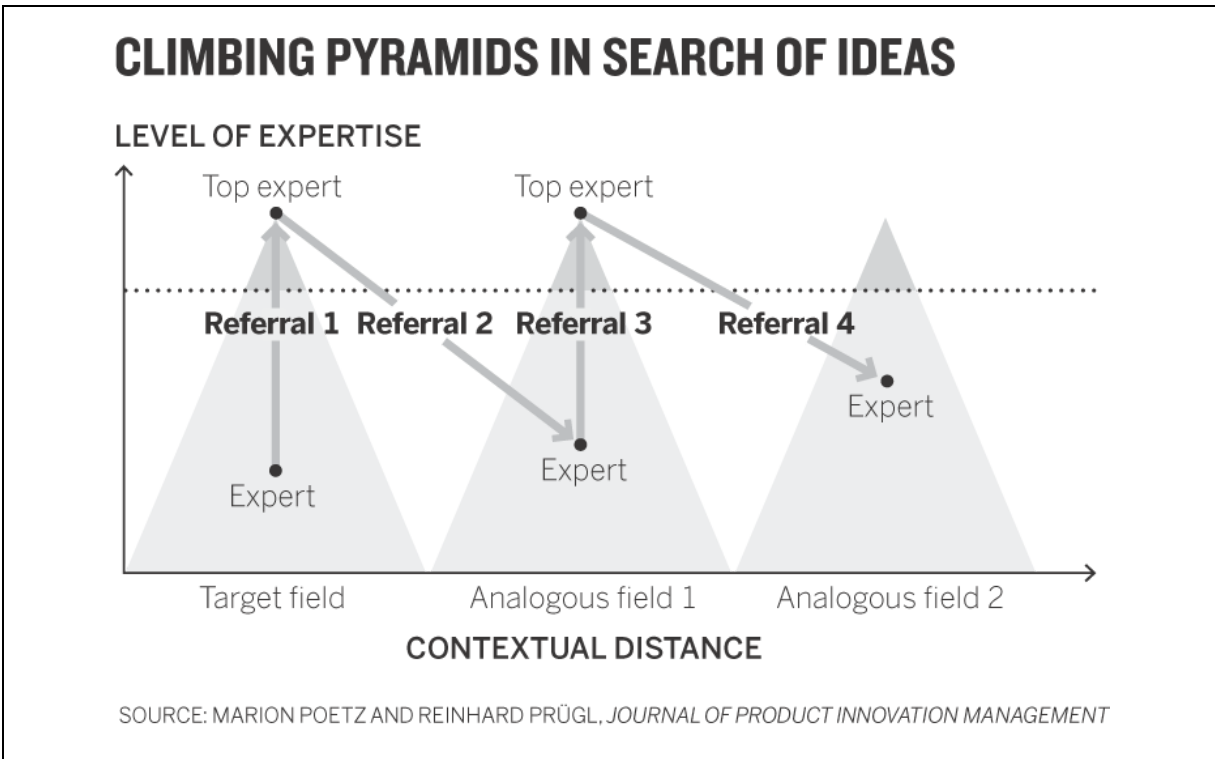 CLIMBING PYRAMIDS IN SEARCH OF IDEAS
LEVEL OF EXPERTISE
Top expert
Top expert
Referral 1
Referral 2
Referral 3
Referral 4
Expert
Expert
Expert
Target field
Analogous field 1
Analogous field 2
CONTEXTUAL DISTANCE
SOURCE: MARION POETZ AND REINHARD PRÜGL, JOURNAL OF PRODUCT INNOVATION MANAGEMENT